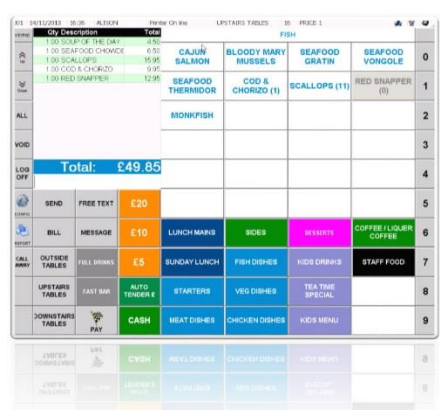 X/1 14/11/2013 16:36 ALISON Printer On line UPSTAIRS TABLES 16 PRICE 1
Qty Description Total
1.00 SOUP OF THE DAY 4.50
1.00 SEAFOOD CHOWDE 6.50
1.00 SCALLOPS 15.95
1.00 COD & CHORIZO 9.95
1.00 RED SNAPPER 12.95
Total: £49.85
FISH
CAJUN SALMON
BLOODY MARY MUSSELS
SEAFOOD GRATIN
SEAFOOD VONGOLE
0
SEAFOOD THERMIDOR
COD & CHORIZO (1)
SCALLOPS (11)
RED SNAPPER (0)
1
ALL
MONKFISH
2
VOID
3
LOG OFF
4
CONFIG
SEND
FREE TEXT
£20
5
REPORT
BILL
MESSAGE
£10
LUNCH MAINS
SIDES
DESSERTS
COFFEE / LIQUER COFFEE
6
CALL AWAY
OUTSIDE TABLES
FULL DRINKS
£5
SUNDAY LUNCH
FISH DISHES
KIDS DRINKS
STAFF FOOD
7
UPSTAIRS TABLES
FAST BAR
AUTO TENDER £
STARTERS
VEG DISHES
TEA TIME SPECIAL
8
DOWNSTAIRS TABLES
PAY
CASH
MEAT DISHES
CHICKEN DISHES
KIDS MENU
9